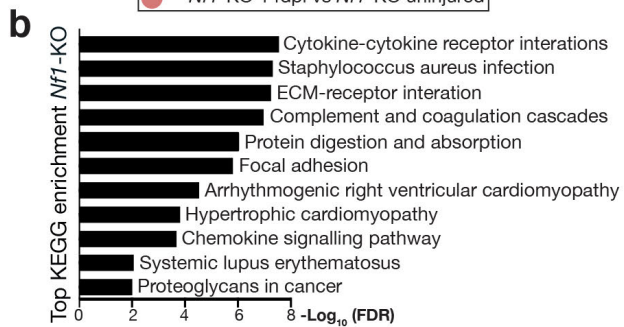 Nf1-KO 14dpi vs Nf1-KO uninjured
b
Top KEGG enrichment Nf1-KO
Cytokine-cytokine receptor interations
Staphylococcus aureus infection
ECM-receptor interation
Complement and coagulation cascades
Protein digestion and absorption
Focal adhesion
Arrhythmogenic right ventricular cardiomyopathy
Hypertrophic cardiomyopathy
Chemokine signalling pathway
Systemic lupus erythematosus
Proteoglycans in cancer
0 2 4 6 8 -Log10 (FDR)